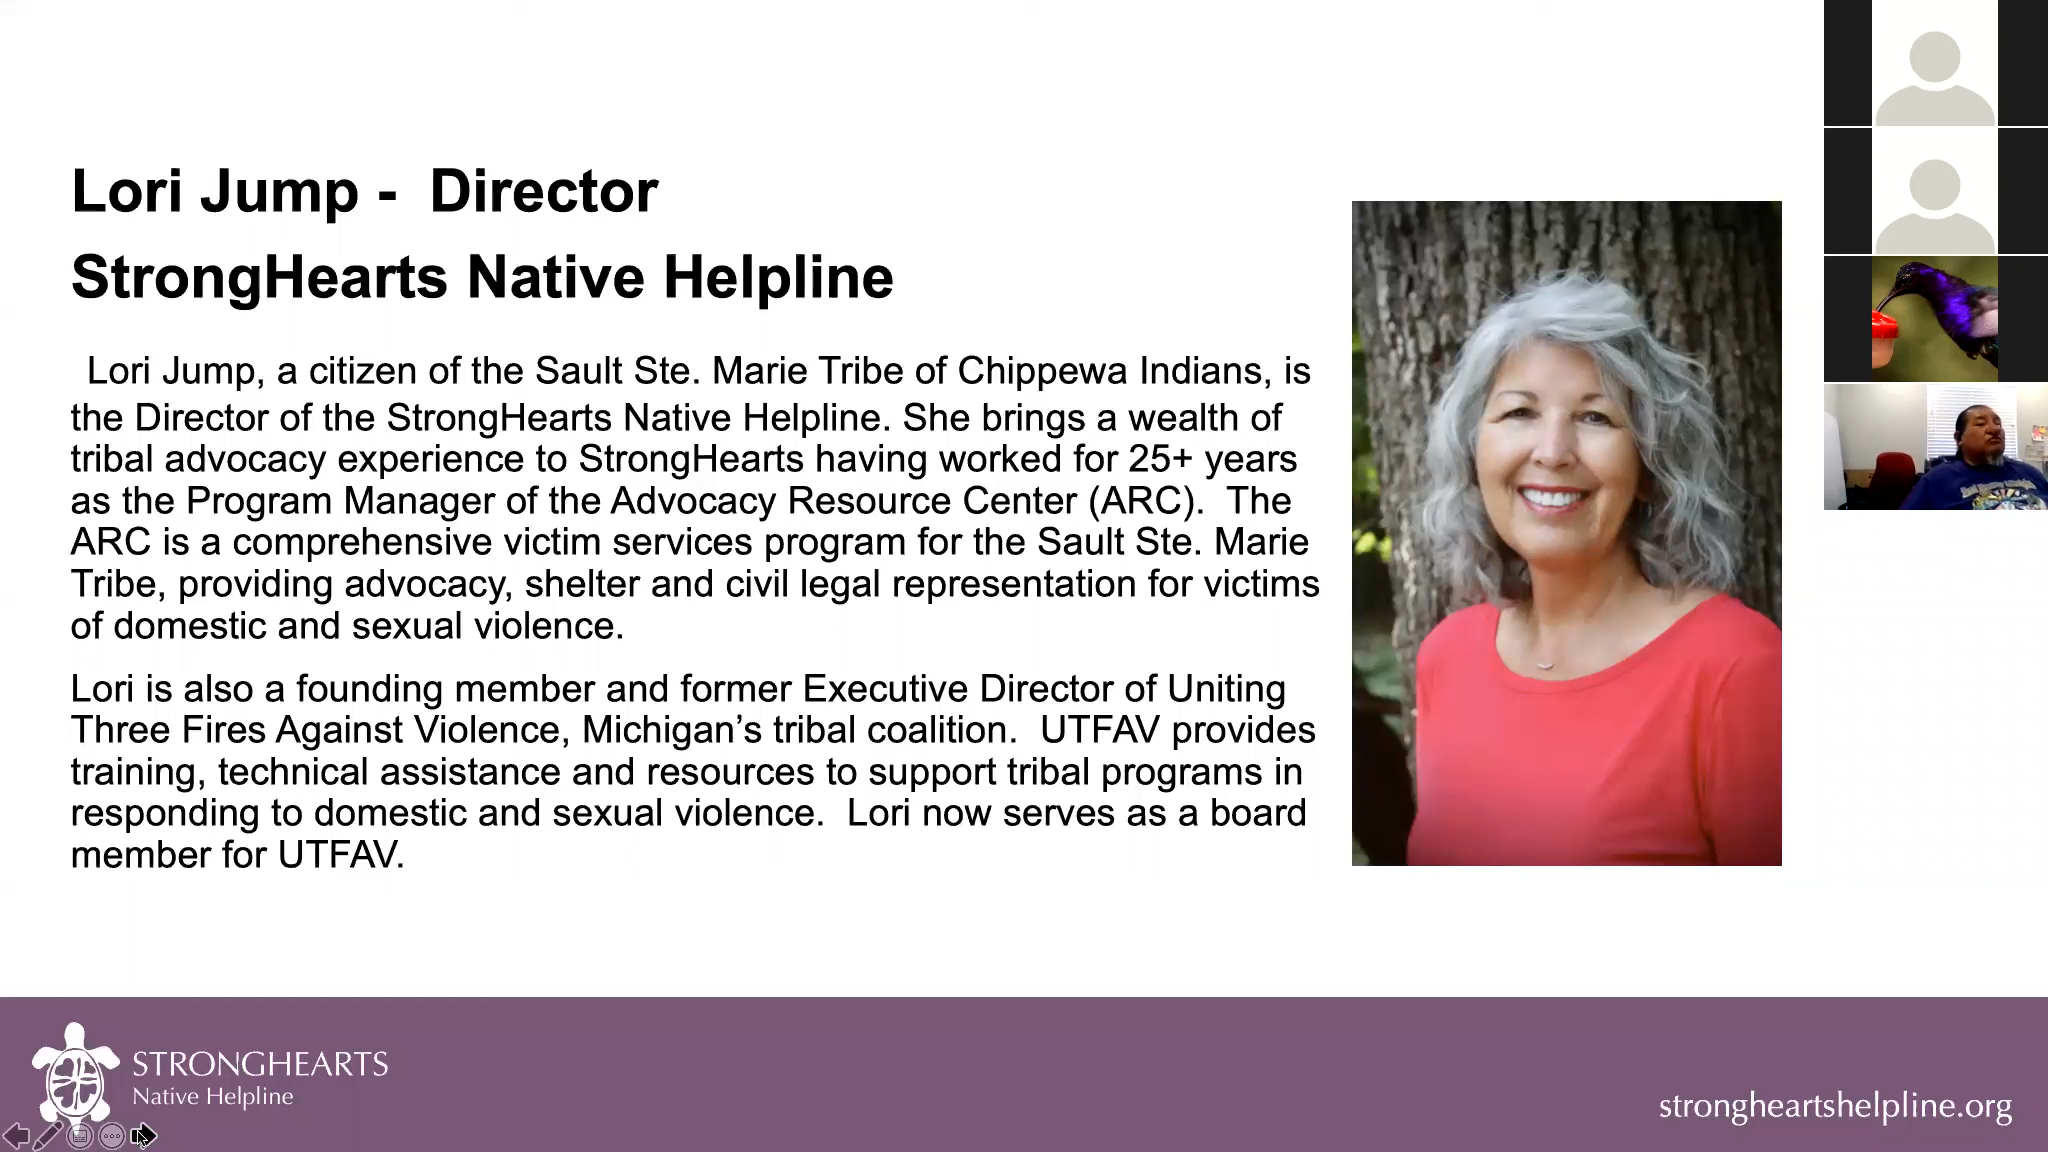 Lori Jump -  Director
StrongHearts Native Helpline
Lori Jump, a citizen of the Sault Ste. Marie Tribe of Chippewa Indians, is
the Director of the StrongHearts Native Helpline. She brings a wealth of
tribal advocacy experience to StrongHearts having worked for 25+ years
as the Program Manager of the Advocacy Resource Center (ARC).  The
ARC is a comprehensive victim services program for the Sault Ste. Marie
Tribe, providing advocacy, shelter and civil legal representation for victims
of domestic and sexual violence.
Lori is also a founding member and former Executive Director of Uniting
Three Fires Against Violence, Michigan’s tribal coalition.  UTFAV provides
training, technical assistance and resources to support tribal programs in
responding to domestic and sexual violence.  Lori now serves as a board
member for UTFAV.
STRONGHEARTS
Native Helpline
strongheartshelpline.org